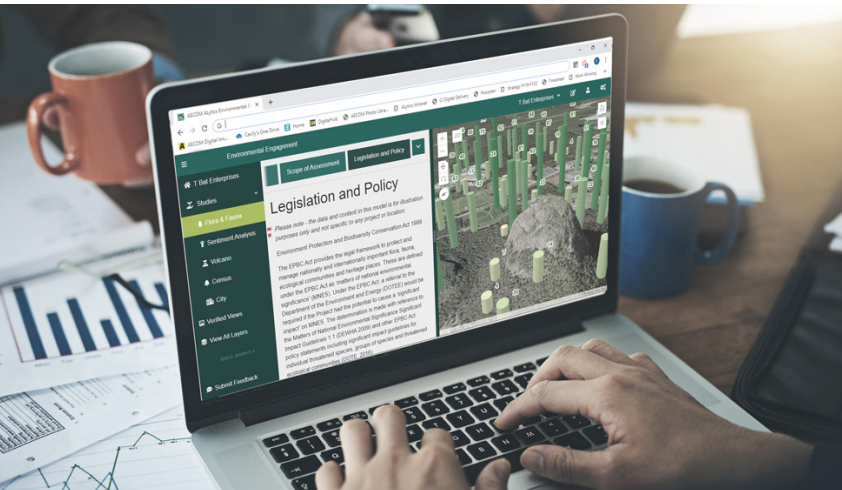 AECOM
AECOM Digital
Cecily's One Drive
Home
DigitalHub
AECOM Photo Libra...
CI Digital Delivery
Timesheet
T Bat Enterprises
Environmental Engagement
T Bat Enterprises
Studies
Flora & Fauna
Sentiment Analysis
Volcano
Census
City
Verified Views
View All Layers
Submit Feedback
Scope of Assessment
Legislation and Policy
Legislation and Policy
Please note - the data and content in this model is for illustration
purposes only and not specific to any project or location.
Environment Protection and Biodiversity Conservation Act 1999
The EPBC Act provides the legal framework to protect and
manage nationally and internationally important flora, fauna,
ecological communities and heritage places. These are defined
under the EPBC Act as 'matters of national environmental
significance' (MNES). Under the EPBC Act, a referral to the
Department of the Environment and Energy (DOTEE) would be
required if the Project had the potential to cause a 'significant
impact' on MNES. The determination is made with reference to
the Matters of National Environmental Significance Significant
Impact Guidelines 1.1 (DEWHA 2009) and other EPBC Act
policy statements including significant impact guidelines for
individual threatened species, groups of species and threatened
ecological communities (DOTE, 2016).